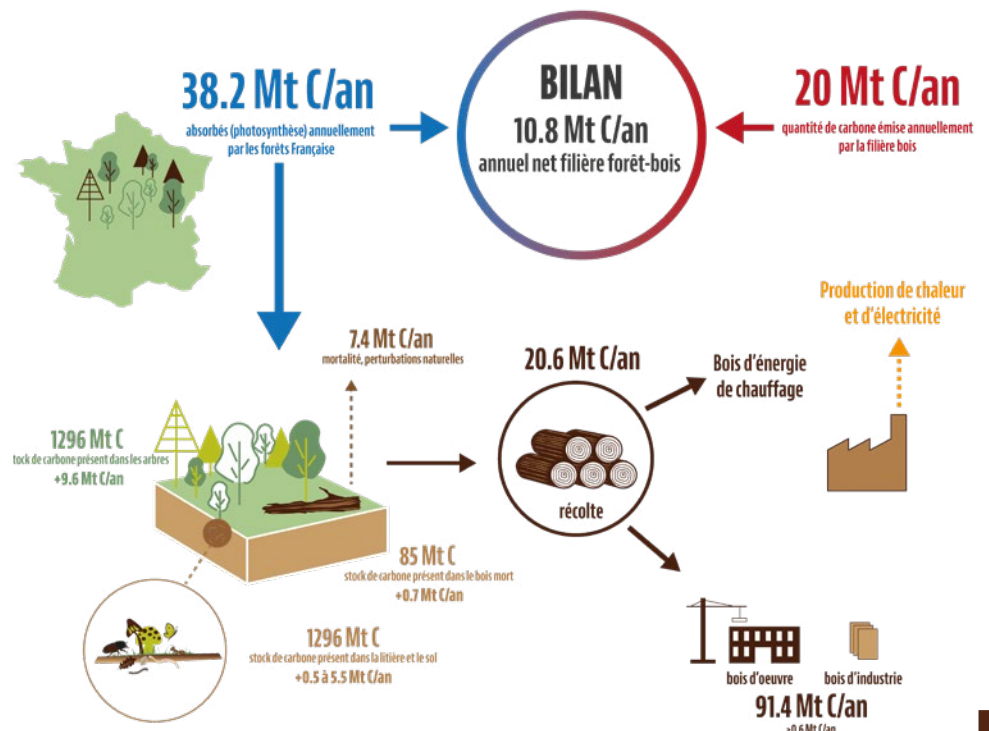 38.2 Mt C/an
absorbés (photosynthèse) annuellement
par les forêts Française
BILAN
10.8 Mt C/an
annuel net filière forêt-bois
20 Mt C/an
quantité de carbone émise annuellement
par la filière bois
Production de chaleur
et d'électricité
7.4 Mt C/an
mortalité, perturbations naturelles
20.6 Mt C/an
récolte
Bois d'énergie
de chauffage
1296 Mt C
tock de carbone présent dans les arbres
+9.6 Mt C/an
85 Mt C
stock de carbone présent dans le bois mort
+0.7 Mt C/an
1296 Mt C
stock de carbone présent dans la litière et le sol
+0.5 à 5.5 Mt C/an
bois d'oeuvre
bois d'industrie
91.4 Mt C/an
>0.6 Mt C/an